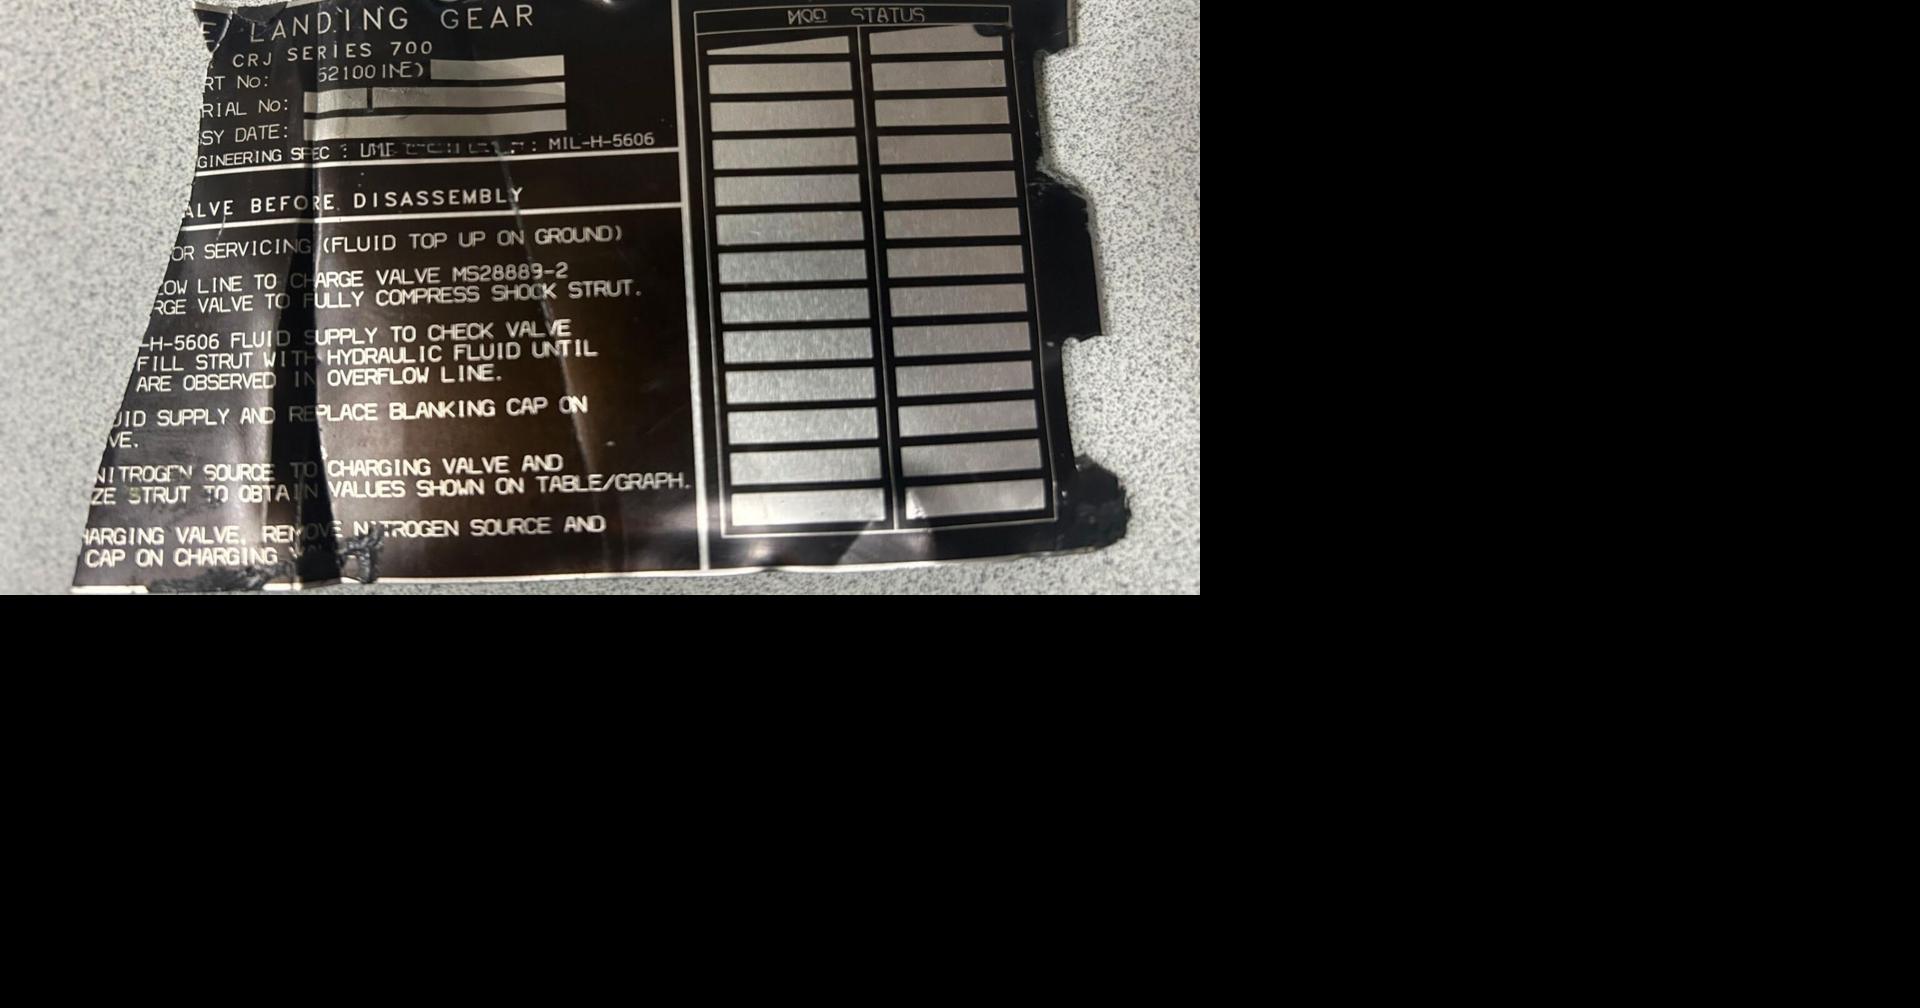 LANDING GEAR
CRJ SERIES 700
RT No: 52100(NE)
RIAL No:
SY DATE:
GINEERING SPEC : : MIL-H-5606
ALVE BEFORE DISASSEMBLY
OR SERVICING (FLUID TOP UP ON GROUND)
LOW LINE TO CHARGE VALVE MS28889-2
RGE VALVE TO FULLY COMPRESS SHOCK STRUT.
-H-5606 FLUID SUPPLY TO CHECK VALVE
FILL STRUT WITH HYDRAULIC FLUID UNTIL
ARE OBSERVED IN OVERFLOW LINE.
UID SUPPLY AND REPLACE BLANKING CAP ON
VE.
NITROGEN SOURCE TO CHARGING VALVE AND
ZE STRUT TO OBTAIN VALUES SHOWN ON TABLE/GRAPH.
HARGING VALVE, REMOVE NITROGEN SOURCE AND
CAP ON CHARGING
MOD STATUS